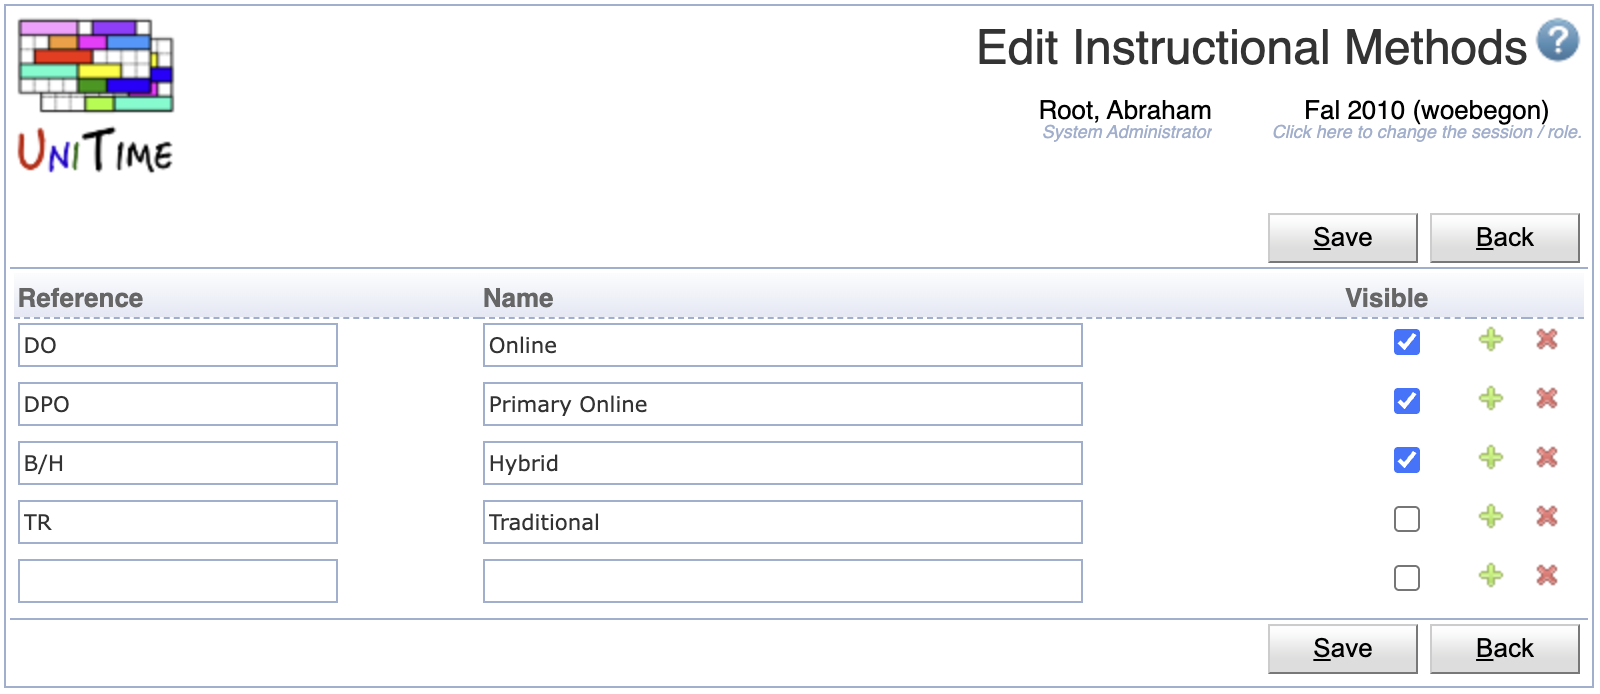 UniTime
Edit Instructional Methods ?
Root, Abraham
System Administrator
Fal 2010 (woebegon)
Click here to change the session / role.
Save Back
Reference Name Visible
DO Online
DPO Primary Online
B/H Hybrid
TR Traditional
Save Back